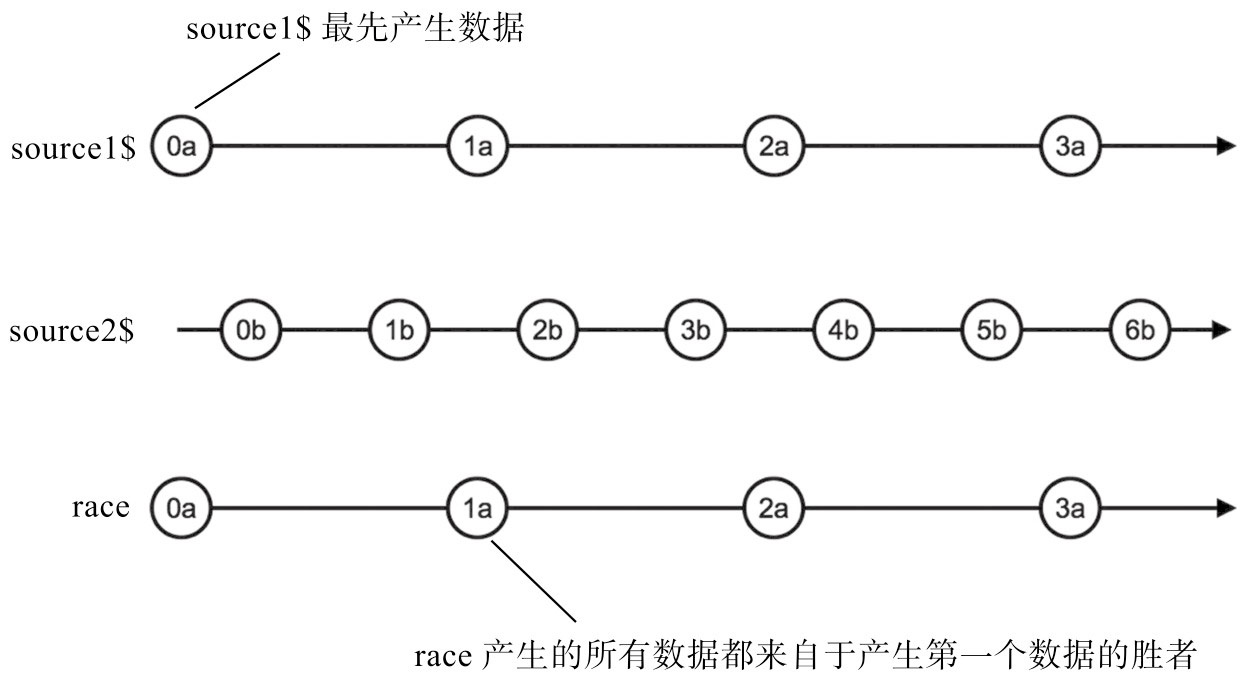 source1$ 最先产生数据
source1$ 0a 1a 2a 3a
source2$ 0b 1b 2b 3b 4b 5b 6b
race 0a 1a 2a 3a
race 产生的所有数据都来自于产生第一个数据的胜者